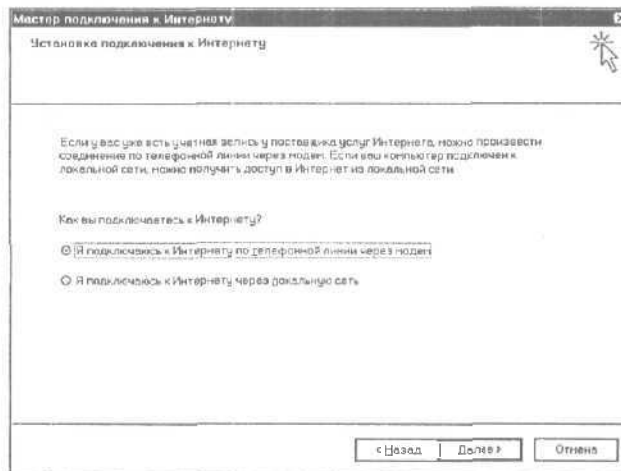 Мастер подключения к Интернету
Установка подключения к Интернету
Если у вас уже есть учетная запись у поставщика услуг Интернета, можно произвести
соединение по телефонной линии через модем. Если ваш компьютер подключен к
локальной сети, можно получить доступ в Интернет из локальной сети.
Как вы подключаетесь к Интернету?
Я подключаюсь к Интернету по телефонной линии через модем
Я подключаюсь к Интернету через локальную сеть
< Назад Далее > Отмена